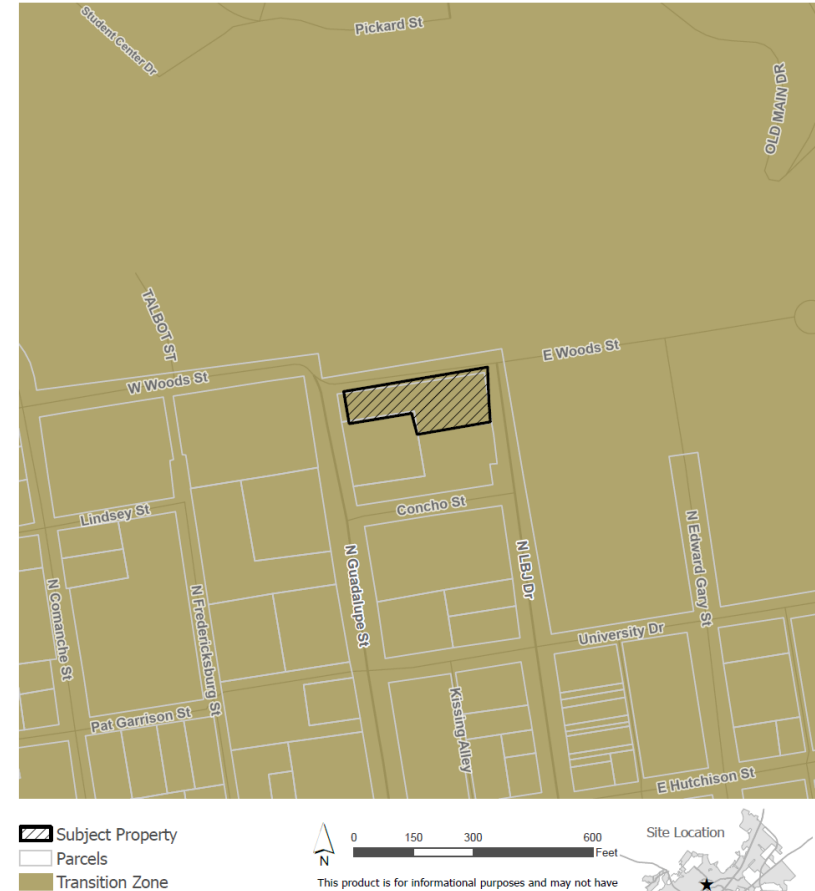 Student Center Dr
Pickard St
OLD MAIN DR
TALBOT ST
E Woods St
W Woods St
Lindsey St
Concho St
N Comanche St
N Fredericksburg St
N Guadalupe St
N LBJ Dr
N Edward Gary St
University Dr
Pat Garrison St
Kissing Alley
E Hutchison St
Subject Property
Parcels
Transition Zone
N
0 150 300 600
Feet
Site Location
This product is for informational purposes and may not have